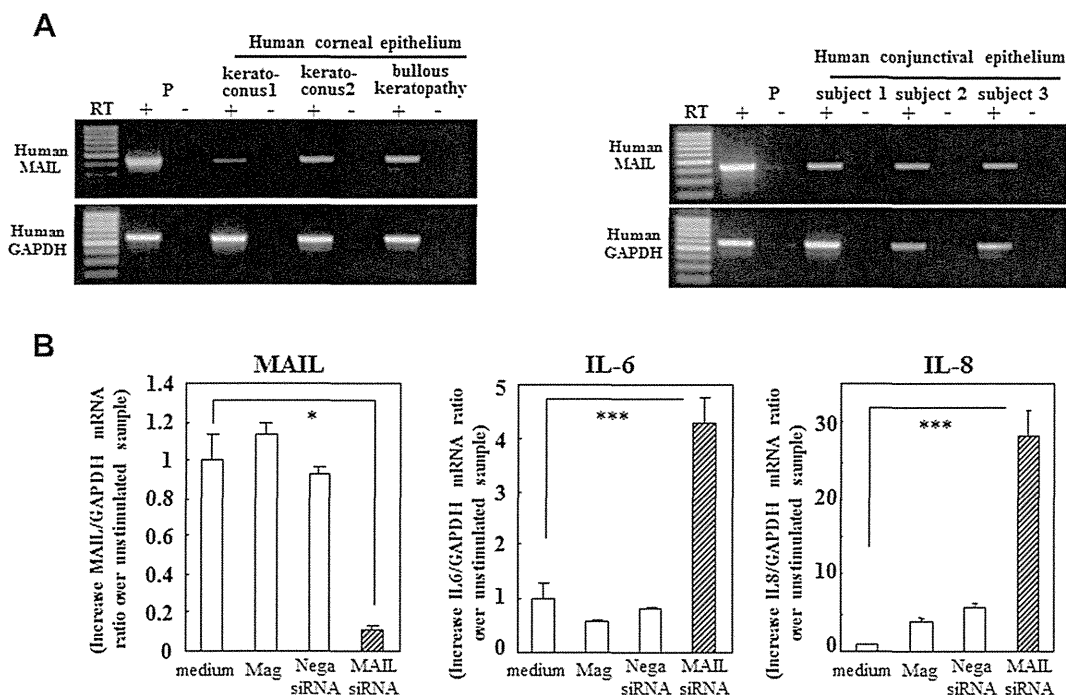 A
Human corneal epithelium
kerato-
conus1
kerato-
conus2
bullous
keratopathy
P
RT + - + - + - + -
Human
MAIL
Human
GAPDH
Human conjunctival epithelium
P subject 1 subject 2 subject 3
RT + - + - + - + -
Human
MAIL
Human
GAPDH
B
MAIL
(Increase MAIL/GAPDH mRNA
ratio over unstimulated sample)
1.4
1.2
1
0.8
0.6
0.4
0.2
0
*
medium
Mag
Nega
siRNA
MAIL
siRNA
IL-6
(Increase IL6/GAPDH mRNA ratio
over unstimulated sample)
5
4
3
2
1
0
***
medium
Mag
Nega
siRNA
MAIL
siRNA
IL-8
(Increase IL8/GAPDH mRNA ratio
over unstimulated sample)
30
20
10
0
***
medium
Mag
Nega
siRNA
MAIL
siRNA